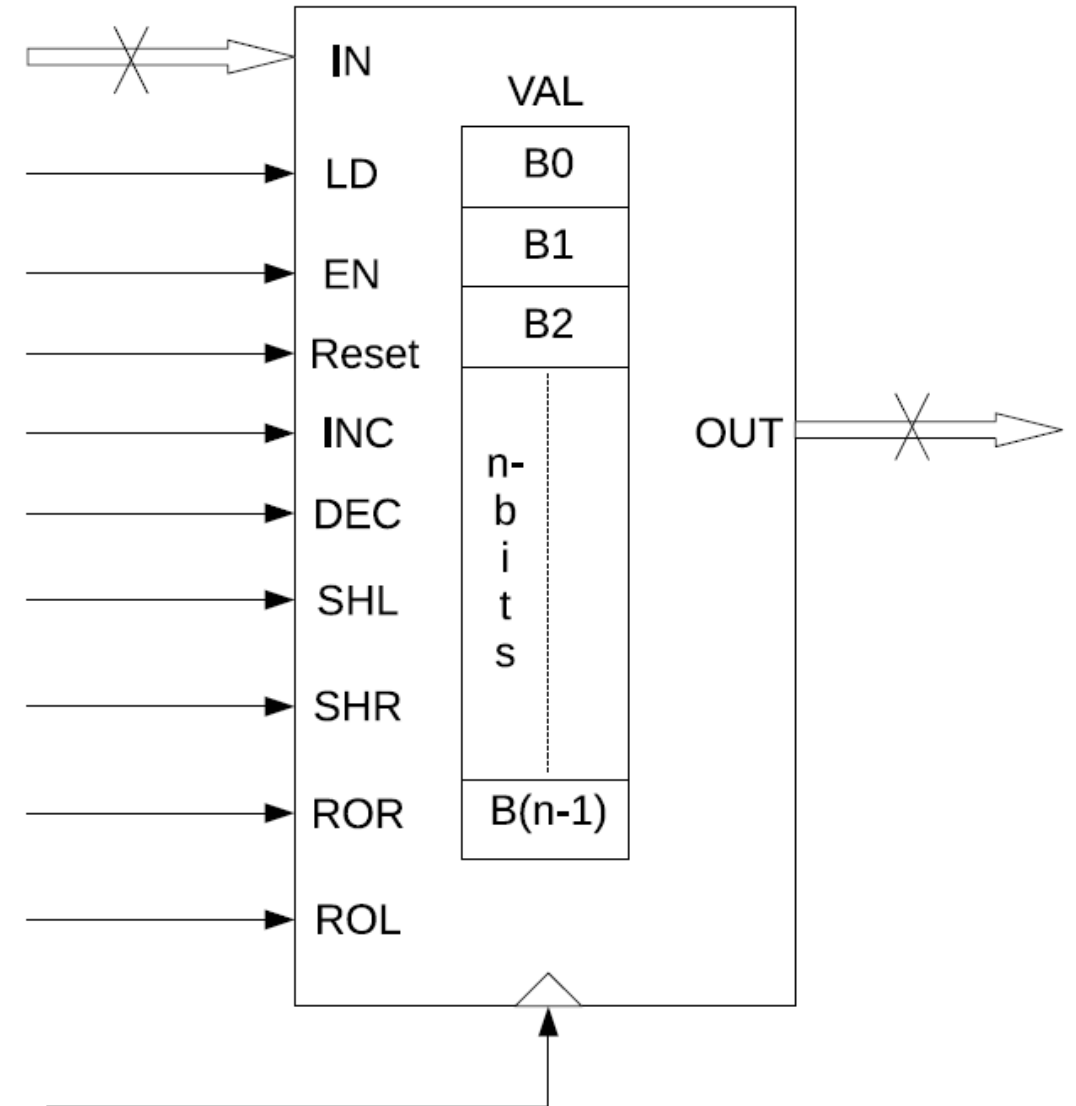 IN
VAL
B0
LD
B1
EN
B2
Reset
INC
OUT
n-
b
i
t
s
DEC
SHL
SHR
ROR
B(n-1)
ROL